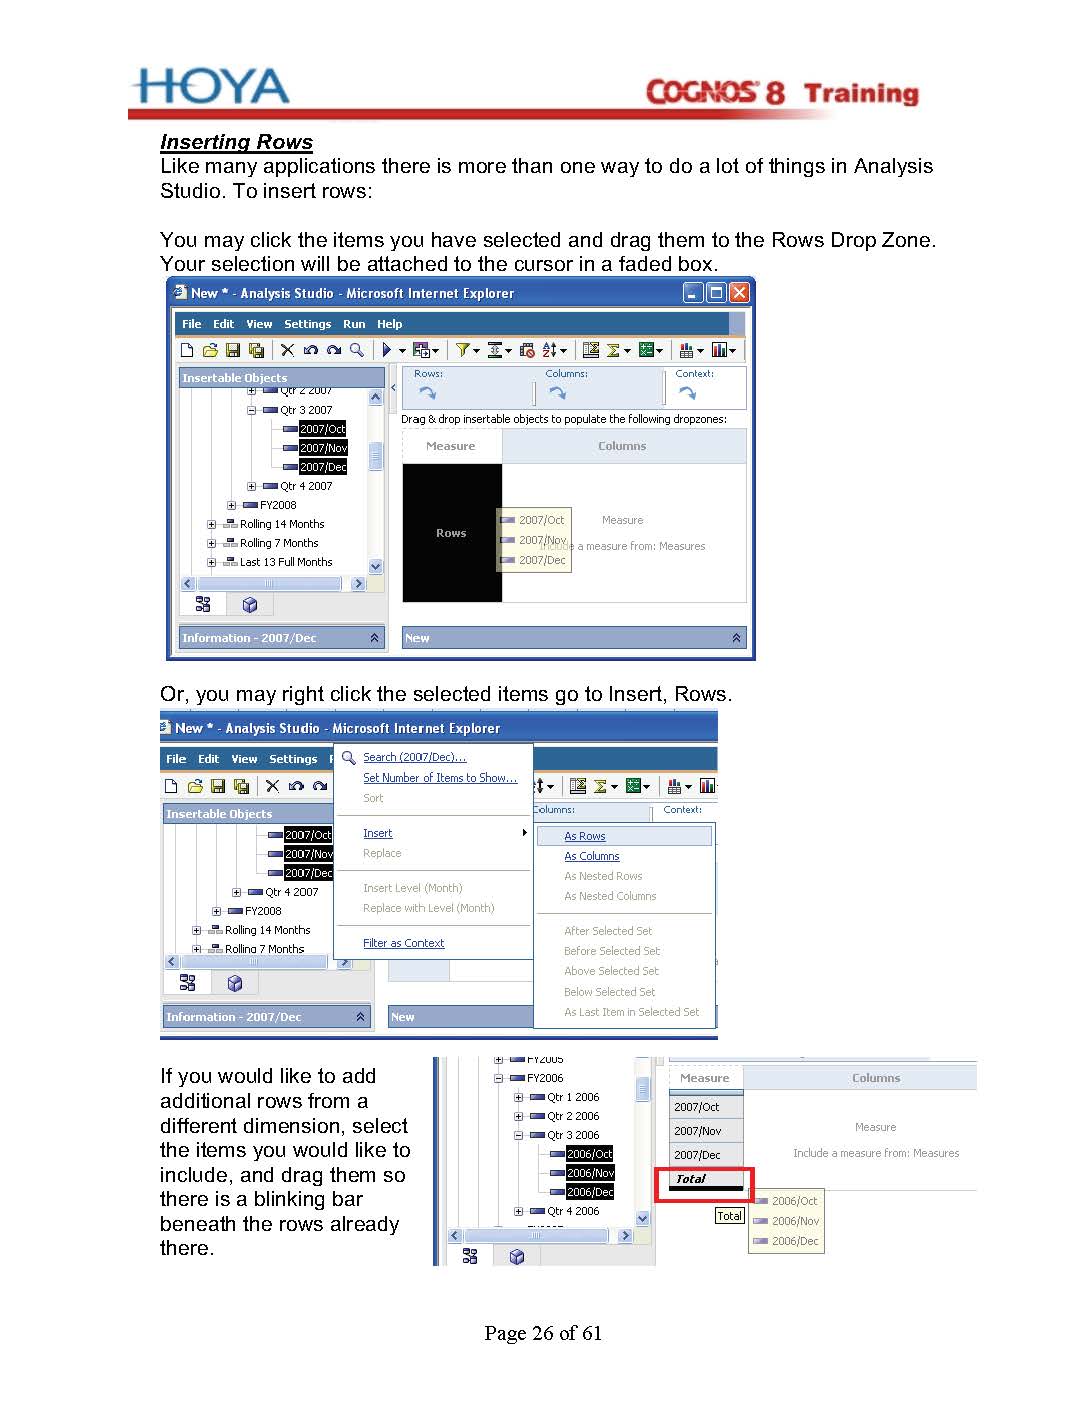 HOYA
COGNOS 8 Training
Inserting Rows
Like many applications there is more than one way to do a lot of things in Analysis
Studio. To insert rows:
You may click the items you have selected and drag them to the Rows Drop Zone.
Your selection will be attached to the cursor in a faded box.
New * - Analysis Studio - Microsoft Internet Explorer
File Edit View Settings Run Help
Insertable Objects
Qtr 2 2007
Qtr 3 2007
2007/Oct
2007/Nov
2007/Dec
Qtr 4 2007
FY2008
Rolling 14 Months
Rolling 7 Months
Last 13 Full Months
Information - 2007/Dec
Rows:
Columns:
Context:
Drag & drop insertable objects to populate the following dropzones:
Measure
Columns
Rows
2007/Oct
2007/Nov
2007/Dec
Measure
Include a measure from: Measures
New
Or, you may right click the selected items go to Insert, Rows.
New * - Analysis Studio - Microsoft Internet Explorer
File Edit View Settings
Insertable Objects
2007/Oct
2007/Nov
2007/Dec
Qtr 4 2007
FY2008
Rolling 14 Months
Rolling 7 Months
Information - 2007/Dec
Search (2007/Dec)...
Set Number of Items to Show...
Sort
Insert
Replace
Insert Level (Month)
Replace with Level (Month)
Filter as Context
Columns:
Context:
As Rows
As Columns
As Nested Rows
As Nested Columns
After Selected Set
Before Selected Set
Above Selected Set
Below Selected Set
As Last Item in Selected Set
New
If you would like to add
additional rows from a
different dimension, select
the items you would like to
include, and drag them so
there is a blinking bar
beneath the rows already
there.
FY2005
FY2006
Qtr 1 2006
Qtr 2 2006
Qtr 3 2006
2006/Oct
2006/Nov
2006/Dec
Qtr 4 2006
Measure
Columns
2007/Oct
2007/Nov
2007/Dec
Total
Measure
Include a measure from: Measures
Total
2006/Oct
2006/Nov
2006/Dec
Page 26 of 61